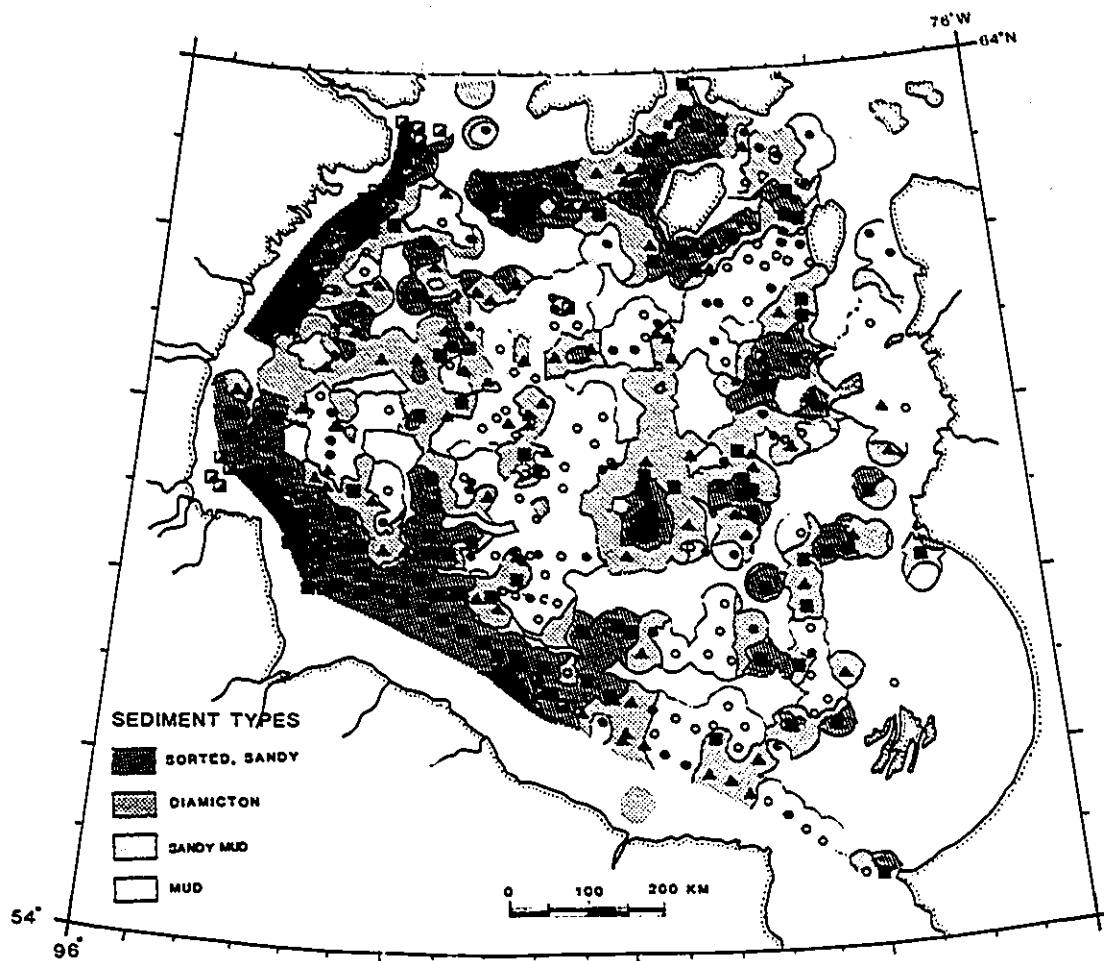 76°W
64°N
SEDIMENT TYPES
SORTED, SANDY
DIAMICTON
SANDY MUD
MUD
0 100 200 KM
54°
96°